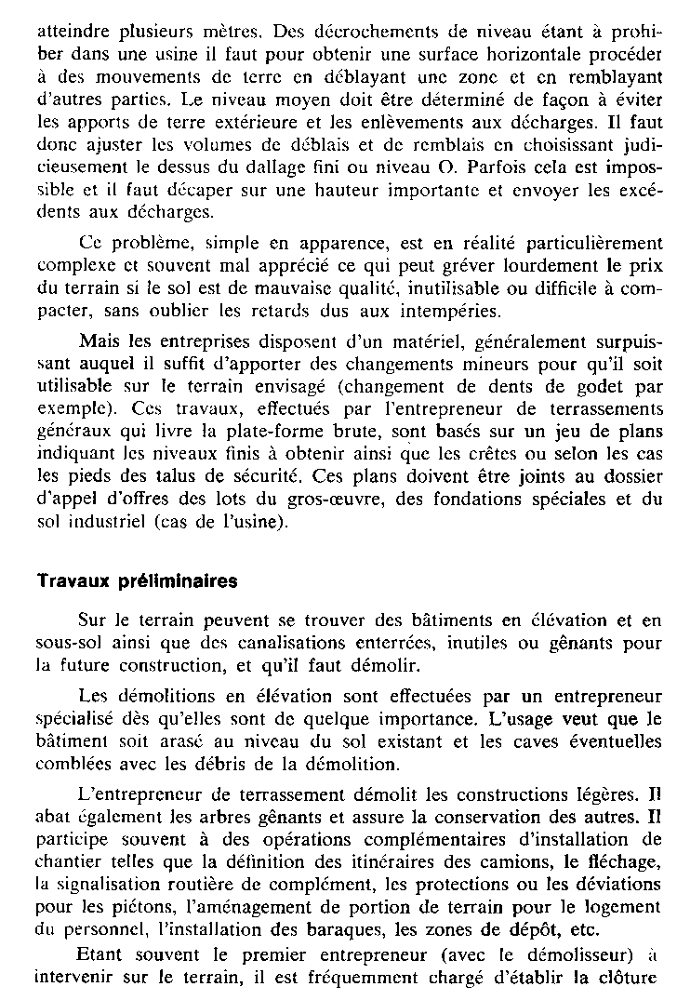 atteindre plusieurs mètres. Des décrochements de niveau étant à prohi-
ber dans une usine il faut pour obtenir une surface horizontale procéder
à des mouvements de terre en déblayant une zone et en remblayant
d'autres parties. Le niveau moyen doit être déterminé de façon à éviter
les apports de terre extérieure et les enlèvements aux décharges. Il faut
donc ajuster les volumes de déblais et de remblais en choisissant judi-
cieusement le dessus du dallage fini ou niveau O. Parfois cela est impos-
sible et il faut décaper sur une hauteur importante et envoyer les excé-
dents aux décharges.
Ce problème, simple en apparence, est en réalité particulièrement
complexe et souvent mal apprécié ce qui peut gréver lourdement le prix
du terrain si le sol est de mauvaise qualité, inutilisable ou difficile à com-
pacter, sans oublier les retards dus aux intempéries.
Mais les entreprises disposent d'un matériel, généralement surpuis-
sant auquel il suffit d'apporter des changements mineurs pour qu'il soit
utilisable sur le terrain envisagé (changement de dents de godet par
exemple). Ces travaux, effectués par l'entrepreneur de terrassements
généraux qui livre la plate-forme brute, sont basés sur un jeu de plans
indiquant les niveaux finis à obtenir ainsi que les crêtes ou selon les cas
les pieds des talus de sécurité. Ces plans doivent être joints au dossier
d'appel d'offres des lots du gros-œuvre, des fondations spéciales et du
sol industriel (cas de l'usine).
Travaux préliminaires
Sur le terrain peuvent se trouver des bâtiments en élévation et en
sous-sol ainsi que des canalisations enterrées, inutiles ou gênants pour
la future construction, et qu'il faut démolir.
Les démolitions en élévation sont effectuées par un entrepreneur
spécialisé dès qu'elles sont de quelque importance. L'usage veut que le
bâtiment soit arasé au niveau du sol existant et les caves éventuelles
comblées avec les débris de la démolition.
L'entrepreneur de terrassement démolit les constructions légères. Il
abat également les arbres gênants et assure la conservation des autres. Il
participe souvent à des opérations complémentaires d'installation de
chantier telles que la définition des itinéraires des camions, le fléchage,
la signalisation routière de complément, les protections ou les déviations
pour les piétons, l'aménagement de portion de terrain pour le logement
du personnel, l'installation des baraques, les zones de dépôt, etc.
Etant souvent le premier entrepreneur (avec le démolisseur) à
intervenir sur le terrain, il est fréquemment chargé d'établir la clôture